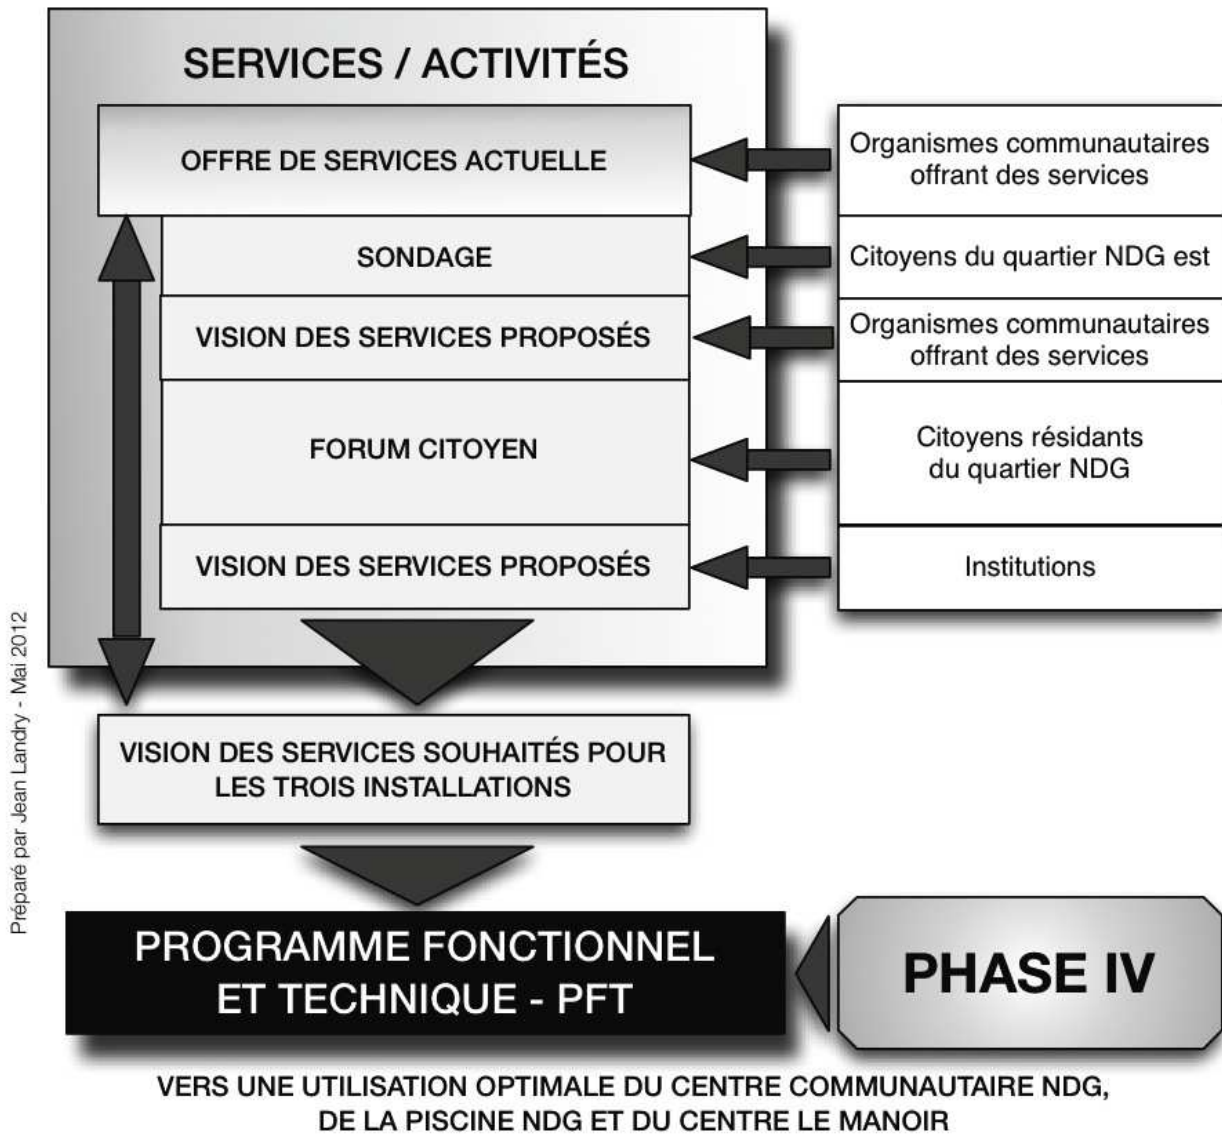 SERVICES / ACTIVITÉS
OFFRE DE SERVICES ACTUELLE
Organismes communautaires
offrant des services
SONDAGE
Citoyens du quartier NDG est
VISION DES SERVICES PROPOSÉS
Organismes communautaires
offrant des services
FORUM CITOYEN
Citoyens résidants
du quartier NDG
VISION DES SERVICES PROPOSÉS
Institutions
VISION DES SERVICES SOUHAITÉS POUR
LES TROIS INSTALLATIONS
PROGRAMME FONCTIONNEL
ET TECHNIQUE - PFT
PHASE IV
VERS UNE UTILISATION OPTIMALE DU CENTRE COMMUNAUTAIRE NDG,
DE LA PISCINE NDG ET DU CENTRE LE MANOIR
Préparé par Jean Landry - Mai 2012